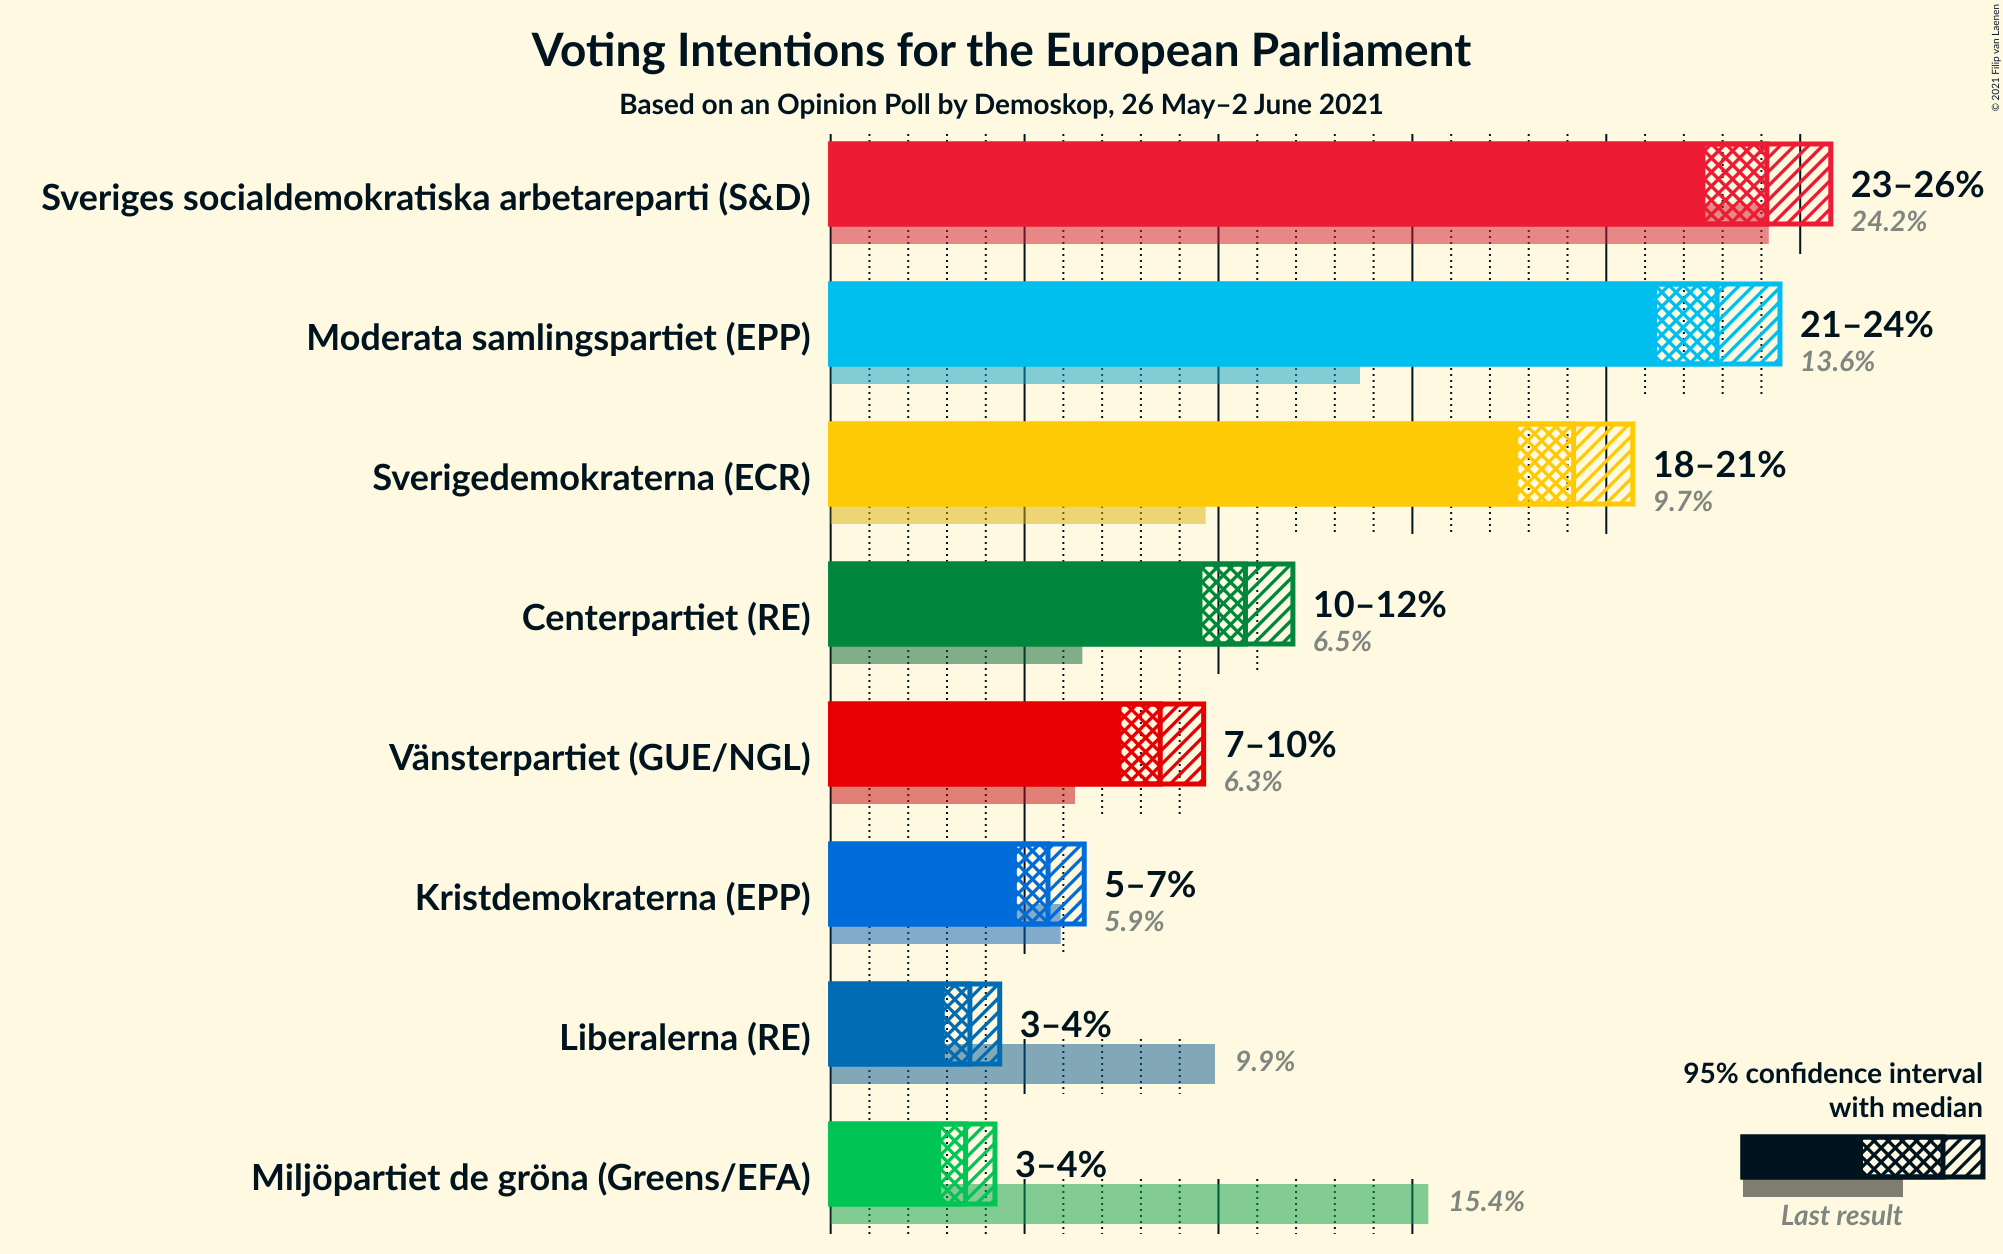 Voting Intentions for the European Parliament
Based on an Opinion Poll by Demoskop, 26 May–2 June 2021
© 2021 Filip van Laenen
Sveriges socialdemokratiska arbetareparti (S&D)
23–26%
24.2%
Moderata samlingspartiet (EPP)
21–24%
13.6%
Sverigedemokraterna (ECR)
18–21%
9.7%
Centerpartiet (RE)
10–12%
6.5%
Vänsterpartiet (GUE/NGL)
7–10%
6.3%
Kristdemokraterna (EPP)
5–7%
5.9%
Liberalerna (RE)
3–4%
9.9%
Miljöpartiet de gröna (Greens/EFA)
3–4%
15.4%
95% confidence interval
with median
Last result